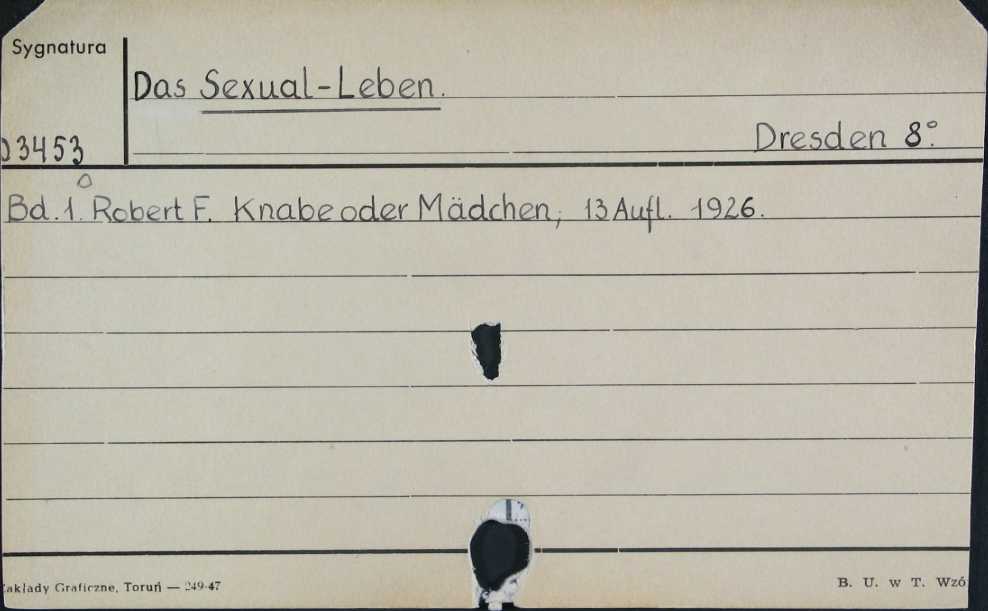 Sygnatura
Das Sexual-Leben.
Dresden 8°.
03453
Bd. 1. Robert F. Knabe oder Mädchen, 13 Aufl. 1926.
Zakłady Graficzne, Toruń — 249-47
B. U. w T. Wzó